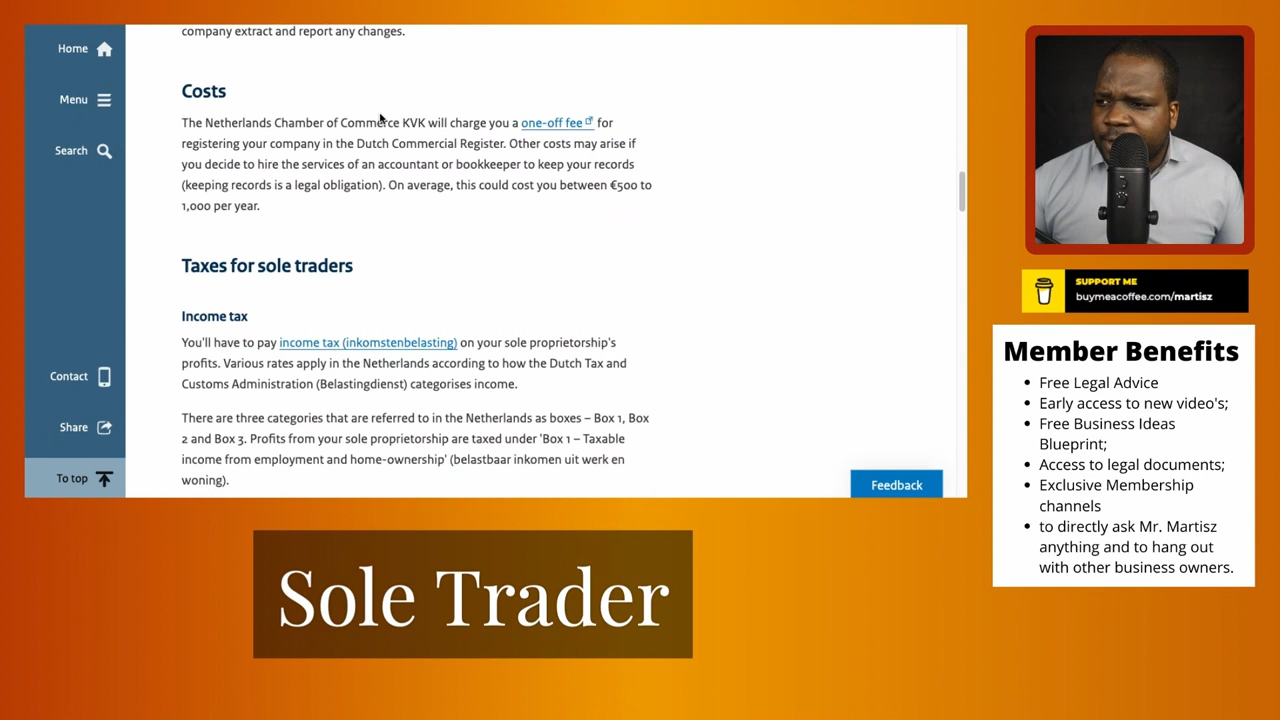 company extract and report any changes.
Home
Menu
Search
Contact
Share
To top
Costs
The Netherlands Chamber of Commerce KVK will charge you a one-off fee for
registering your company in the Dutch Commercial Register. Other costs may arise if
you decide to hire the services of an accountant or bookkeeper to keep your records
(keeping records is a legal obligation). On average, this could cost you between €500 to
1,000 per year.
Taxes for sole traders
Income tax
You'll have to pay income tax (inkomstenbelasting) on your sole proprietorship's
profits. Various rates apply in the Netherlands according to how the Dutch Tax and
Customs Administration (Belastingdienst) categorises income.
There are three categories that are referred to in the Netherlands as boxes – Box 1, Box
2 and Box 3. Profits from your sole proprietorship are taxed under 'Box 1 – Taxable
income from employment and home-ownership' (belastbaar inkomen uit werk en
woning).
Feedback
SUPPORT ME
buymeacoffee.com/martisz
Member Benefits
Free Legal Advice
Early access to new video's;
Free Business Ideas
Blueprint;
Access to legal documents;
Exclusive Membership
channels
to directly ask Mr. Martisz
anything and to hang out
with other business owners.
Sole Trader